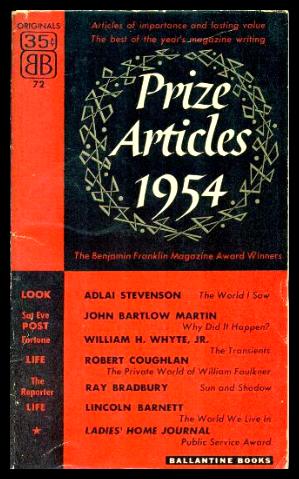 ORIGINALS
35¢
BB
72
Articles of importance and lasting value
The best of the year's magazine writing
Prize
Articles
1954
The Benjamin Franklin Magazine Award Winners
LOOK ADLAI STEVENSON The World I Saw
Sat Eve
POST JOHN BARTLOW MARTIN
Why Did It Happen?
Fortune WILLIAM H. WHYTE, JR.
The Transients
LIFE ROBERT COUGHLAN
The Private World of William Faulkner
The
Reporter RAY BRADBURY Sun and Shadow
LIFE LINCOLN BARNETT
The World We Live In
★ LADIES' HOME JOURNAL
Public Service Award
BALLANTINE BOOKS